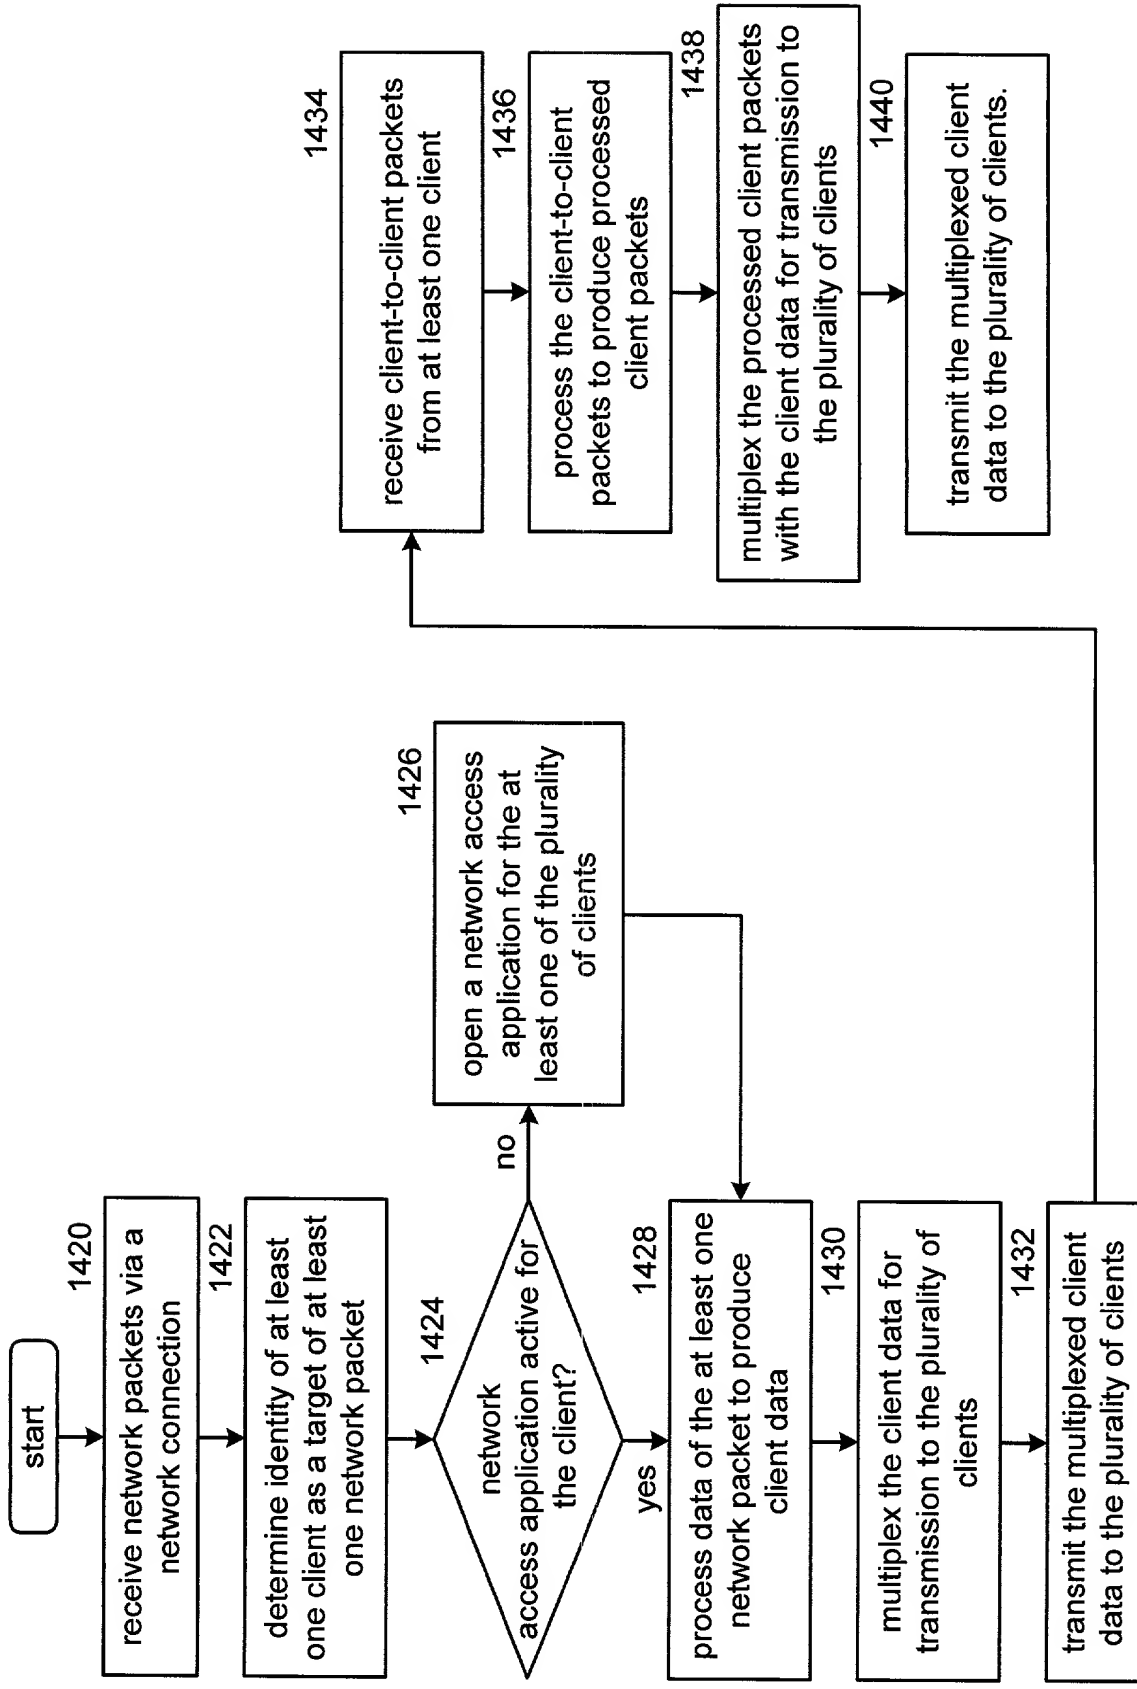 start
1420
receive network packets via a
network connection
1422
determine identity of at least
one client as a target of at least
one network packet
1424
network
access application active for
the client?
no
yes
1426
open a network access
application for the at
least one of the plurality
of clients
1428
process data of the at least one
network packet to produce
client data
1430
multiplex the client data for
transmission to the plurality of
clients
1432
transmit the multiplexed client
data to the plurality of clients
1434
receive client-to-client packets
from at least one client
1436
process the client-to-client
packets to produce processed
client packets
1438
multiplex the processed client packets
with the client data for transmission to
the plurality of clients
1440
transmit the multiplexed client
data to the plurality of clients.